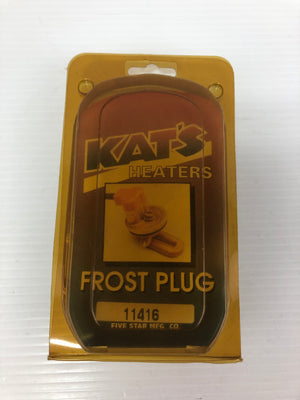 KAT'S
HEATERS
FROST PLUG
11416
FIVE STAR MFG. CO.